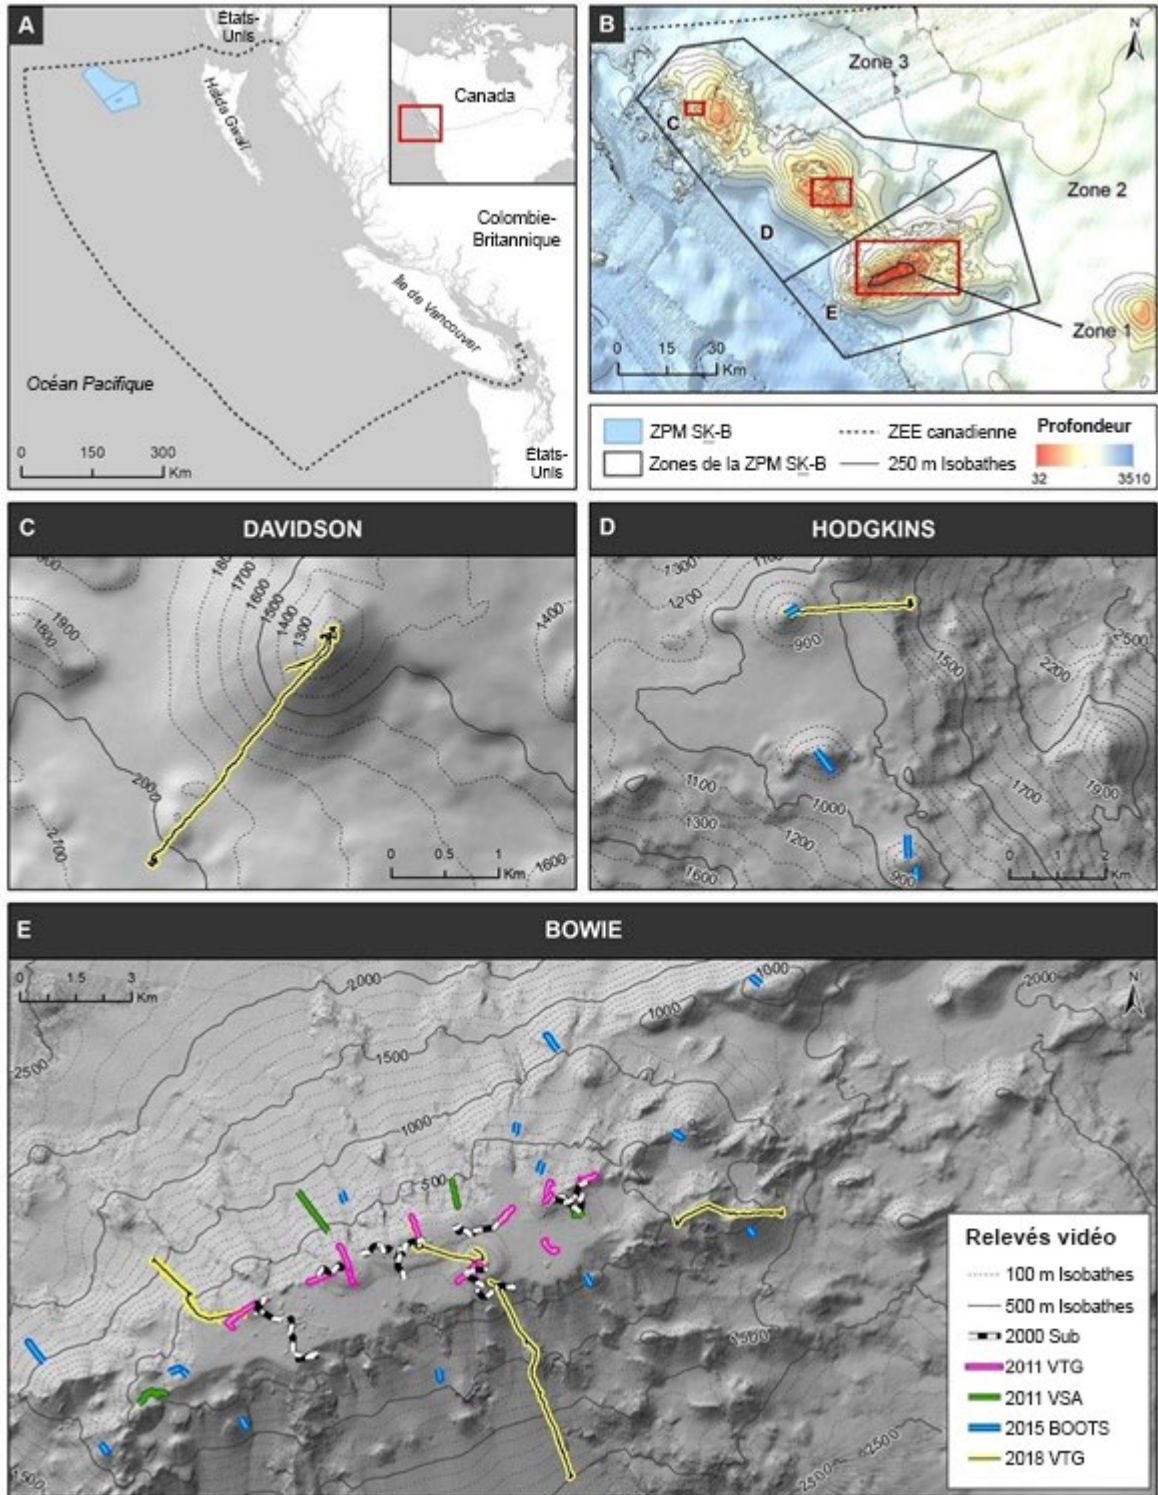 A
États-
Unis
Haida Gwaii
Canada
Colombie-
Britannique
Île de Vancouver
Océan Pacifique
États-
Unis
0 150 300
Km
B
N
Zone 3
C
Zone 2
D
E
Zone 1
0 15 30
Km
ZPM SK-B
ZEE canadienne
Zones de la ZPM SK-B
250 m Isobathes
Profondeur
32 3510
C DAVIDSON
1700
1600
1500
1400
1300
1900
1800
1400
2000
2100
1600
0 0.5 1
Km
D HODGKINS
1300
1200
900
1500
2500
2200
1100
1000
1300
1200
1600
1700
1900
900
0 1 2
Km
E BOWIE
0 1.5 3
Km
N
2000
1000
2000
1000
1500
2500
1000
500
1500
2500
2500
1500
Relevés vidéo
100 m Isobathes
500 m Isobathes
2000 Sub
2011 VTG
2011 VSA
2015 BOOTS
2018 VTG